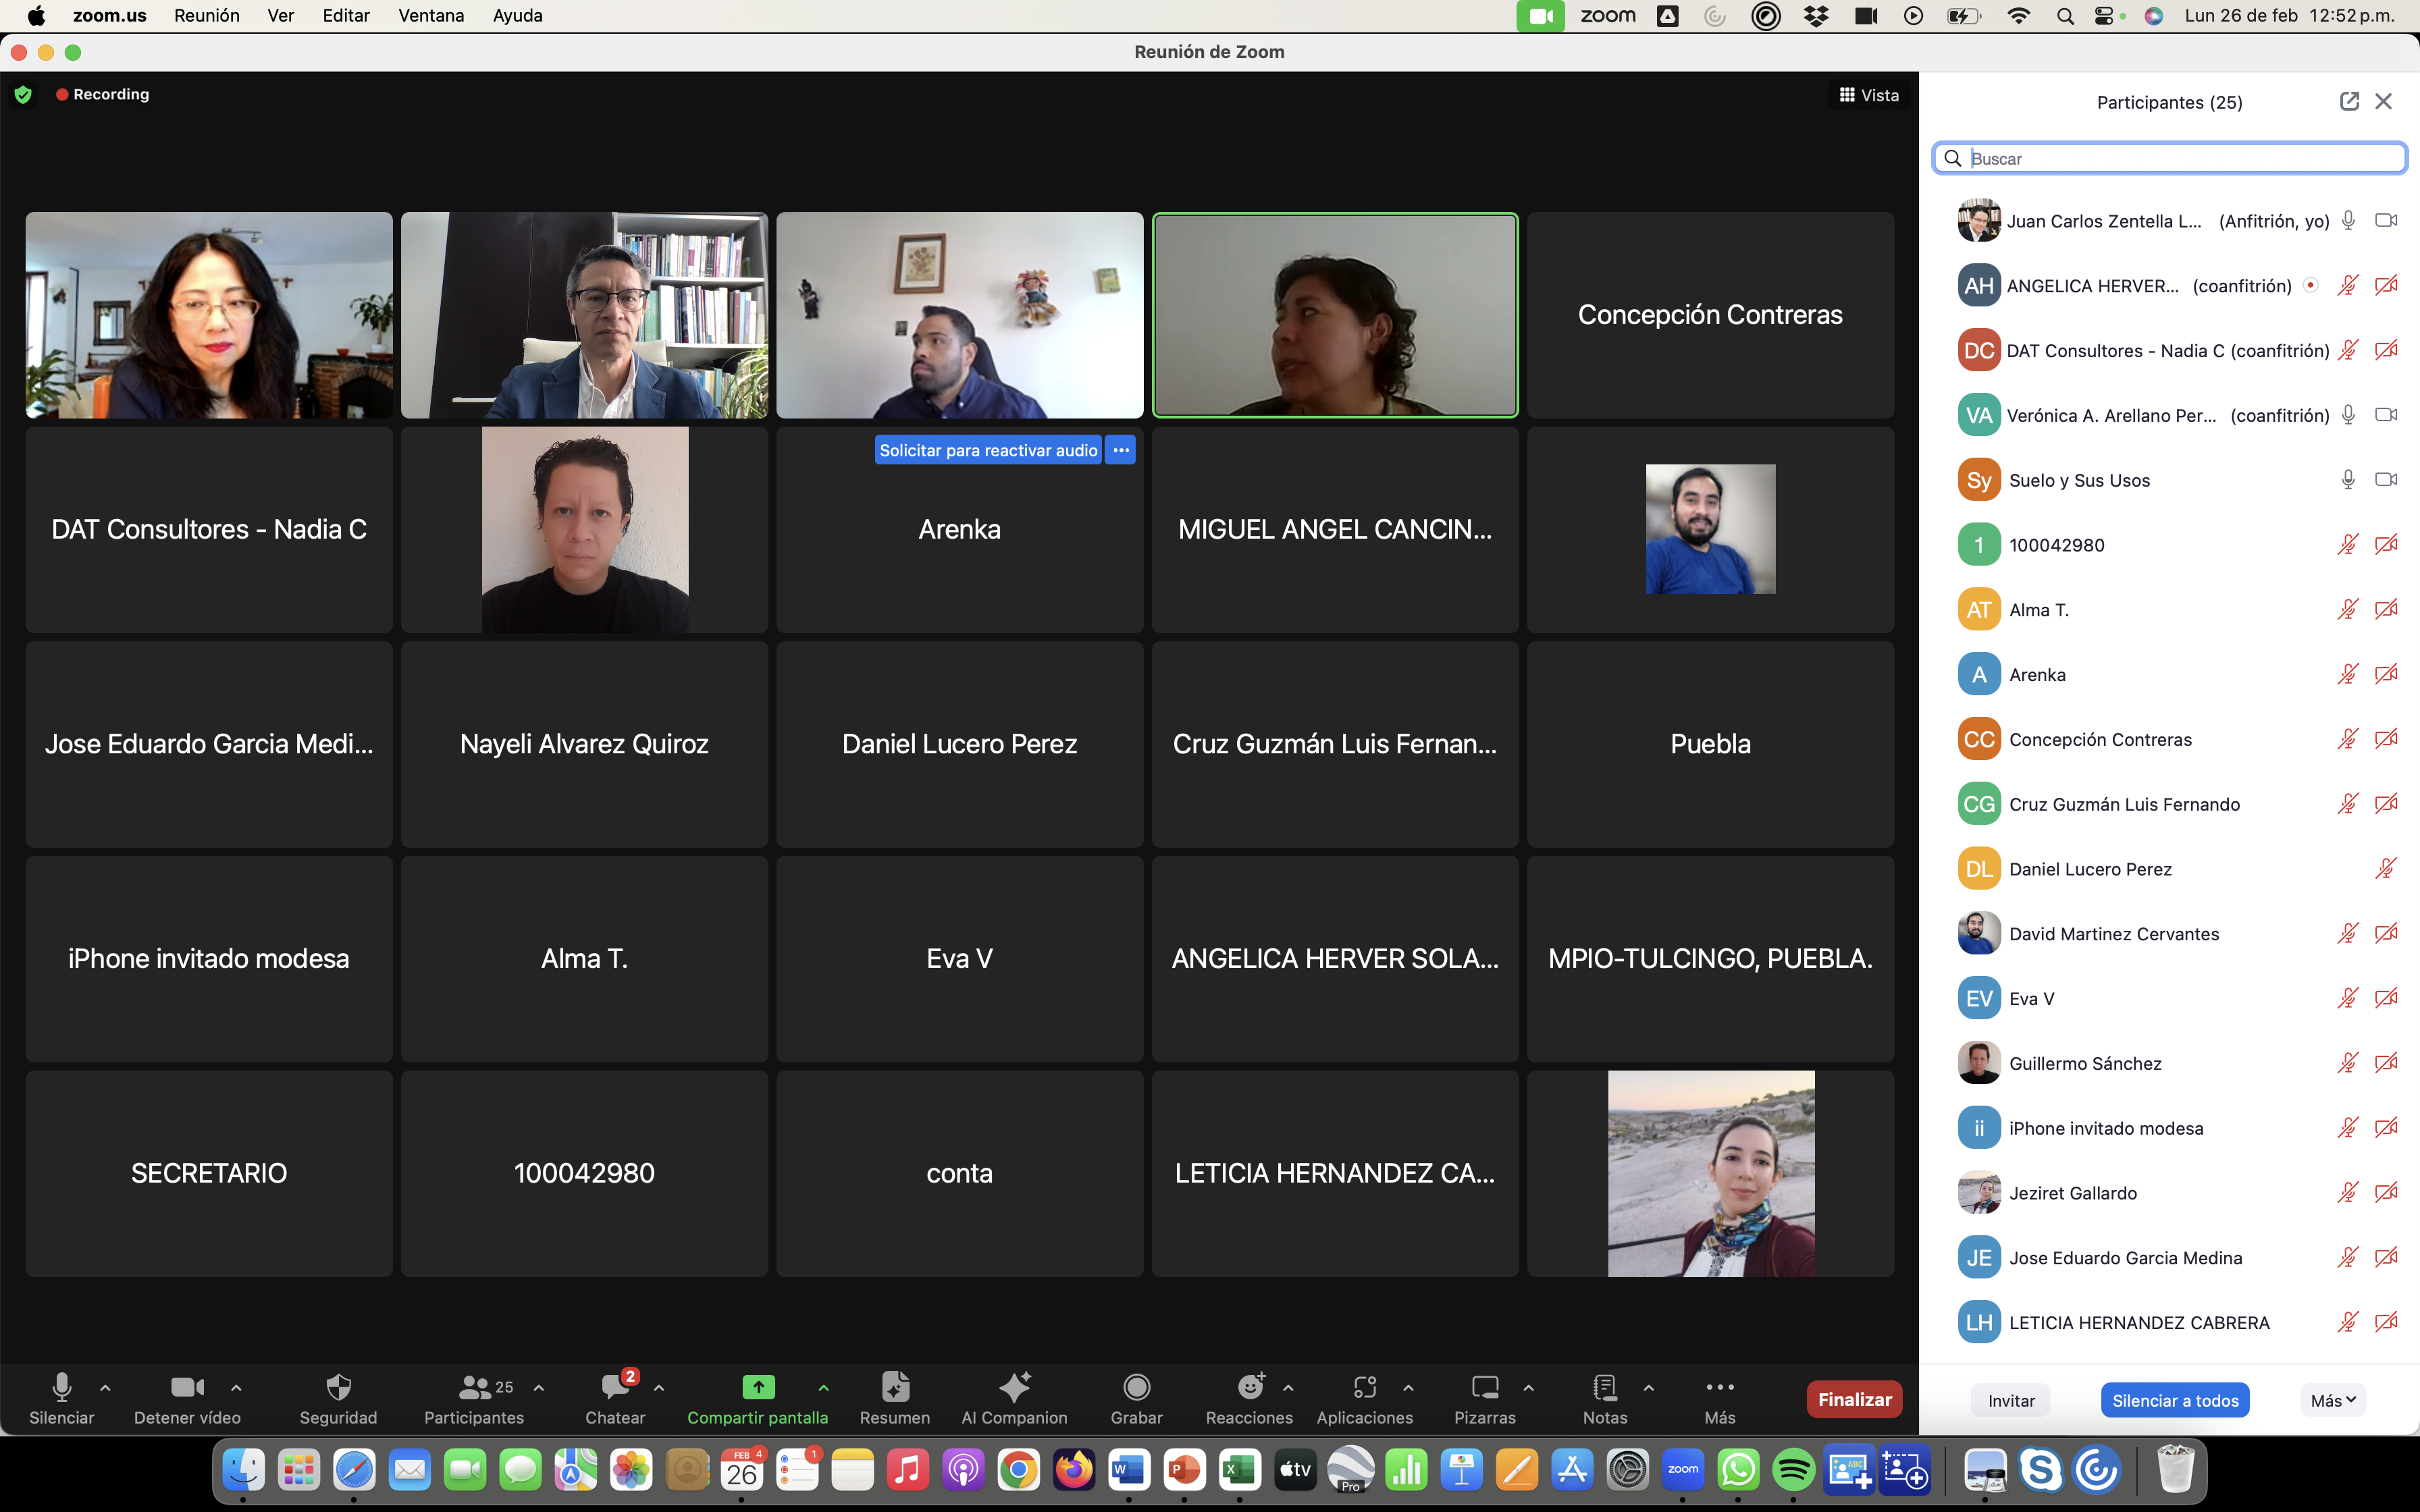 zoom.us Reunión Ver Editar Ventana Ayuda zoom Lun 26 de feb 12:52 p.m.
Reunión de Zoom
Recording Vista
Concepción Contreras
DAT Consultores - Nadia C
Solicitar para reactivar audio ...
Arenka
MIGUEL ANGEL CANCIN...
Jose Eduardo Garcia Medi...
Nayeli Alvarez Quiroz
Daniel Lucero Perez
Cruz Guzmán Luis Fernan...
Puebla
iPhone invitado modesa
Alma T.
Eva V
ANGELICA HERVER SOLA...
MPIO-TULCINGO, PUEBLA.
SECRETARIO
100042980
conta
LETICIA HERNANDEZ CA...
Participantes (25)
Buscar
Juan Carlos Zentella L... (Anfitrión, yo)
AH ANGELICA HERVER... (coanfitrión)
DC DAT Consultores - Nadia C (coanfitrión)
VA Verónica A. Arellano Per... (coanfitrión)
Sy Suelo y Sus Usos
1 100042980
AT Alma T.
A Arenka
CC Concepción Contreras
CG Cruz Guzmán Luis Fernando
DL Daniel Lucero Perez
David Martinez Cervantes
EV Eva V
Guillermo Sánchez
ii iPhone invitado modesa
Jeziret Gallardo
JE Jose Eduardo Garcia Medina
LH LETICIA HERNANDEZ CABRERA
Invitar Silenciar a todos Más
25 2
Silenciar Detener vídeo Seguridad Participantes Chatear Compartir pantalla Resumen AI Companion Grabar Reacciones Aplicaciones Pizarras Notas Más Finalizar
FEB 4 26 1 W P X tv Pro zoom ABC S